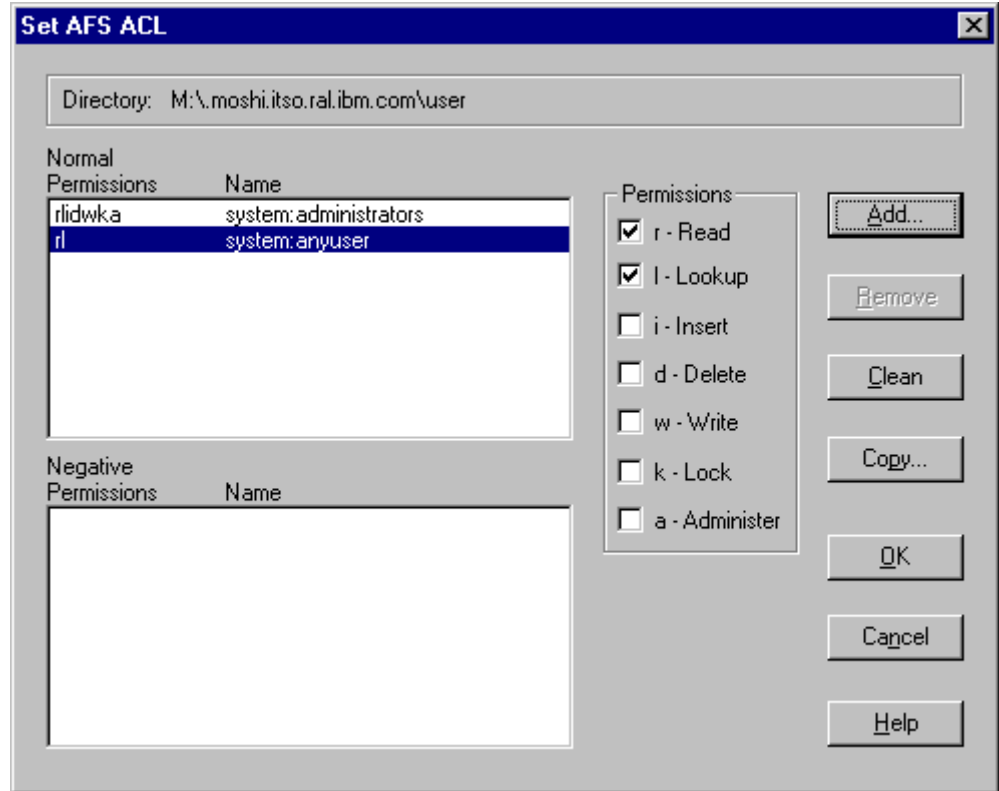 Set AFS ACL
Directory: M:\.moshi.itso.ral.ibm.com\user
Normal
Permissions Name
rlidwka system:administrators
rl system:anyuser
Negative
Permissions Name
Permissions
r - Read
l - Lookup
i - Insert
d - Delete
w - Write
k - Lock
a - Administer
Add...
Remove
Clean
Copy...
OK
Cancel
Help